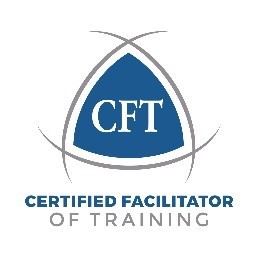 CFT
CERTIFIED FACILITATOR
OF TRAINING